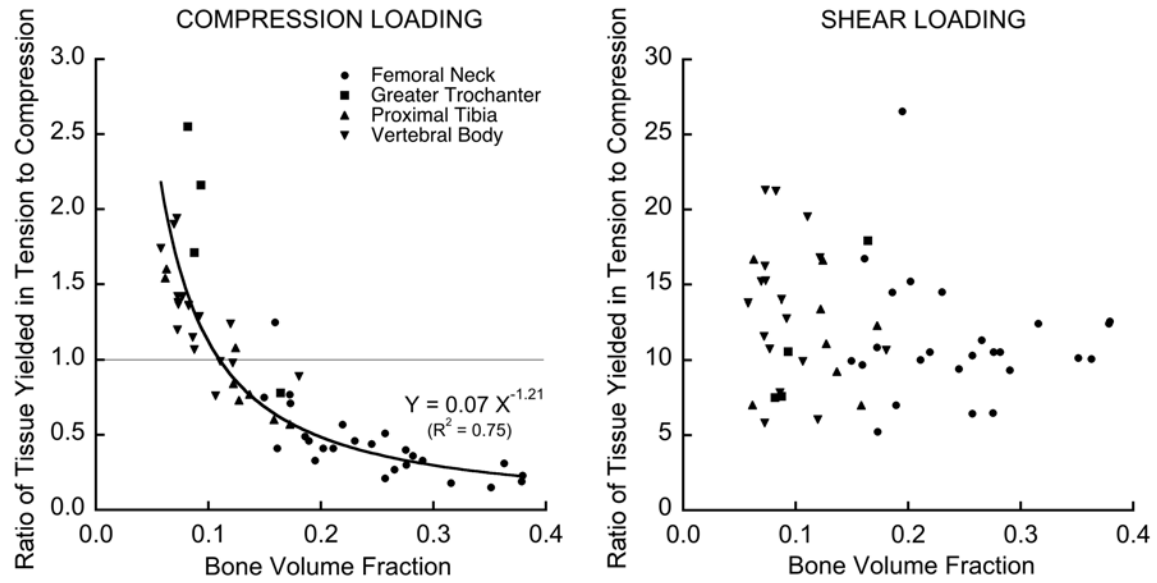 COMPRESSION LOADING
Ratio of Tissue Yielded in Tension to Compression
3.0
2.5
2.0
1.5
1.0
0.5
0.0
Femoral Neck
Greater Trochanter
Proximal Tibia
Vertebral Body
Y = 0.07 X^-1.21
(R² = 0.75)
0.0 0.1 0.2 0.3 0.4
Bone Volume Fraction
SHEAR LOADING
Ratio of Tissue Yielded in Tension to Compression
30
25
20
15
10
5
0
0.0 0.1 0.2 0.3 0.4
Bone Volume Fraction